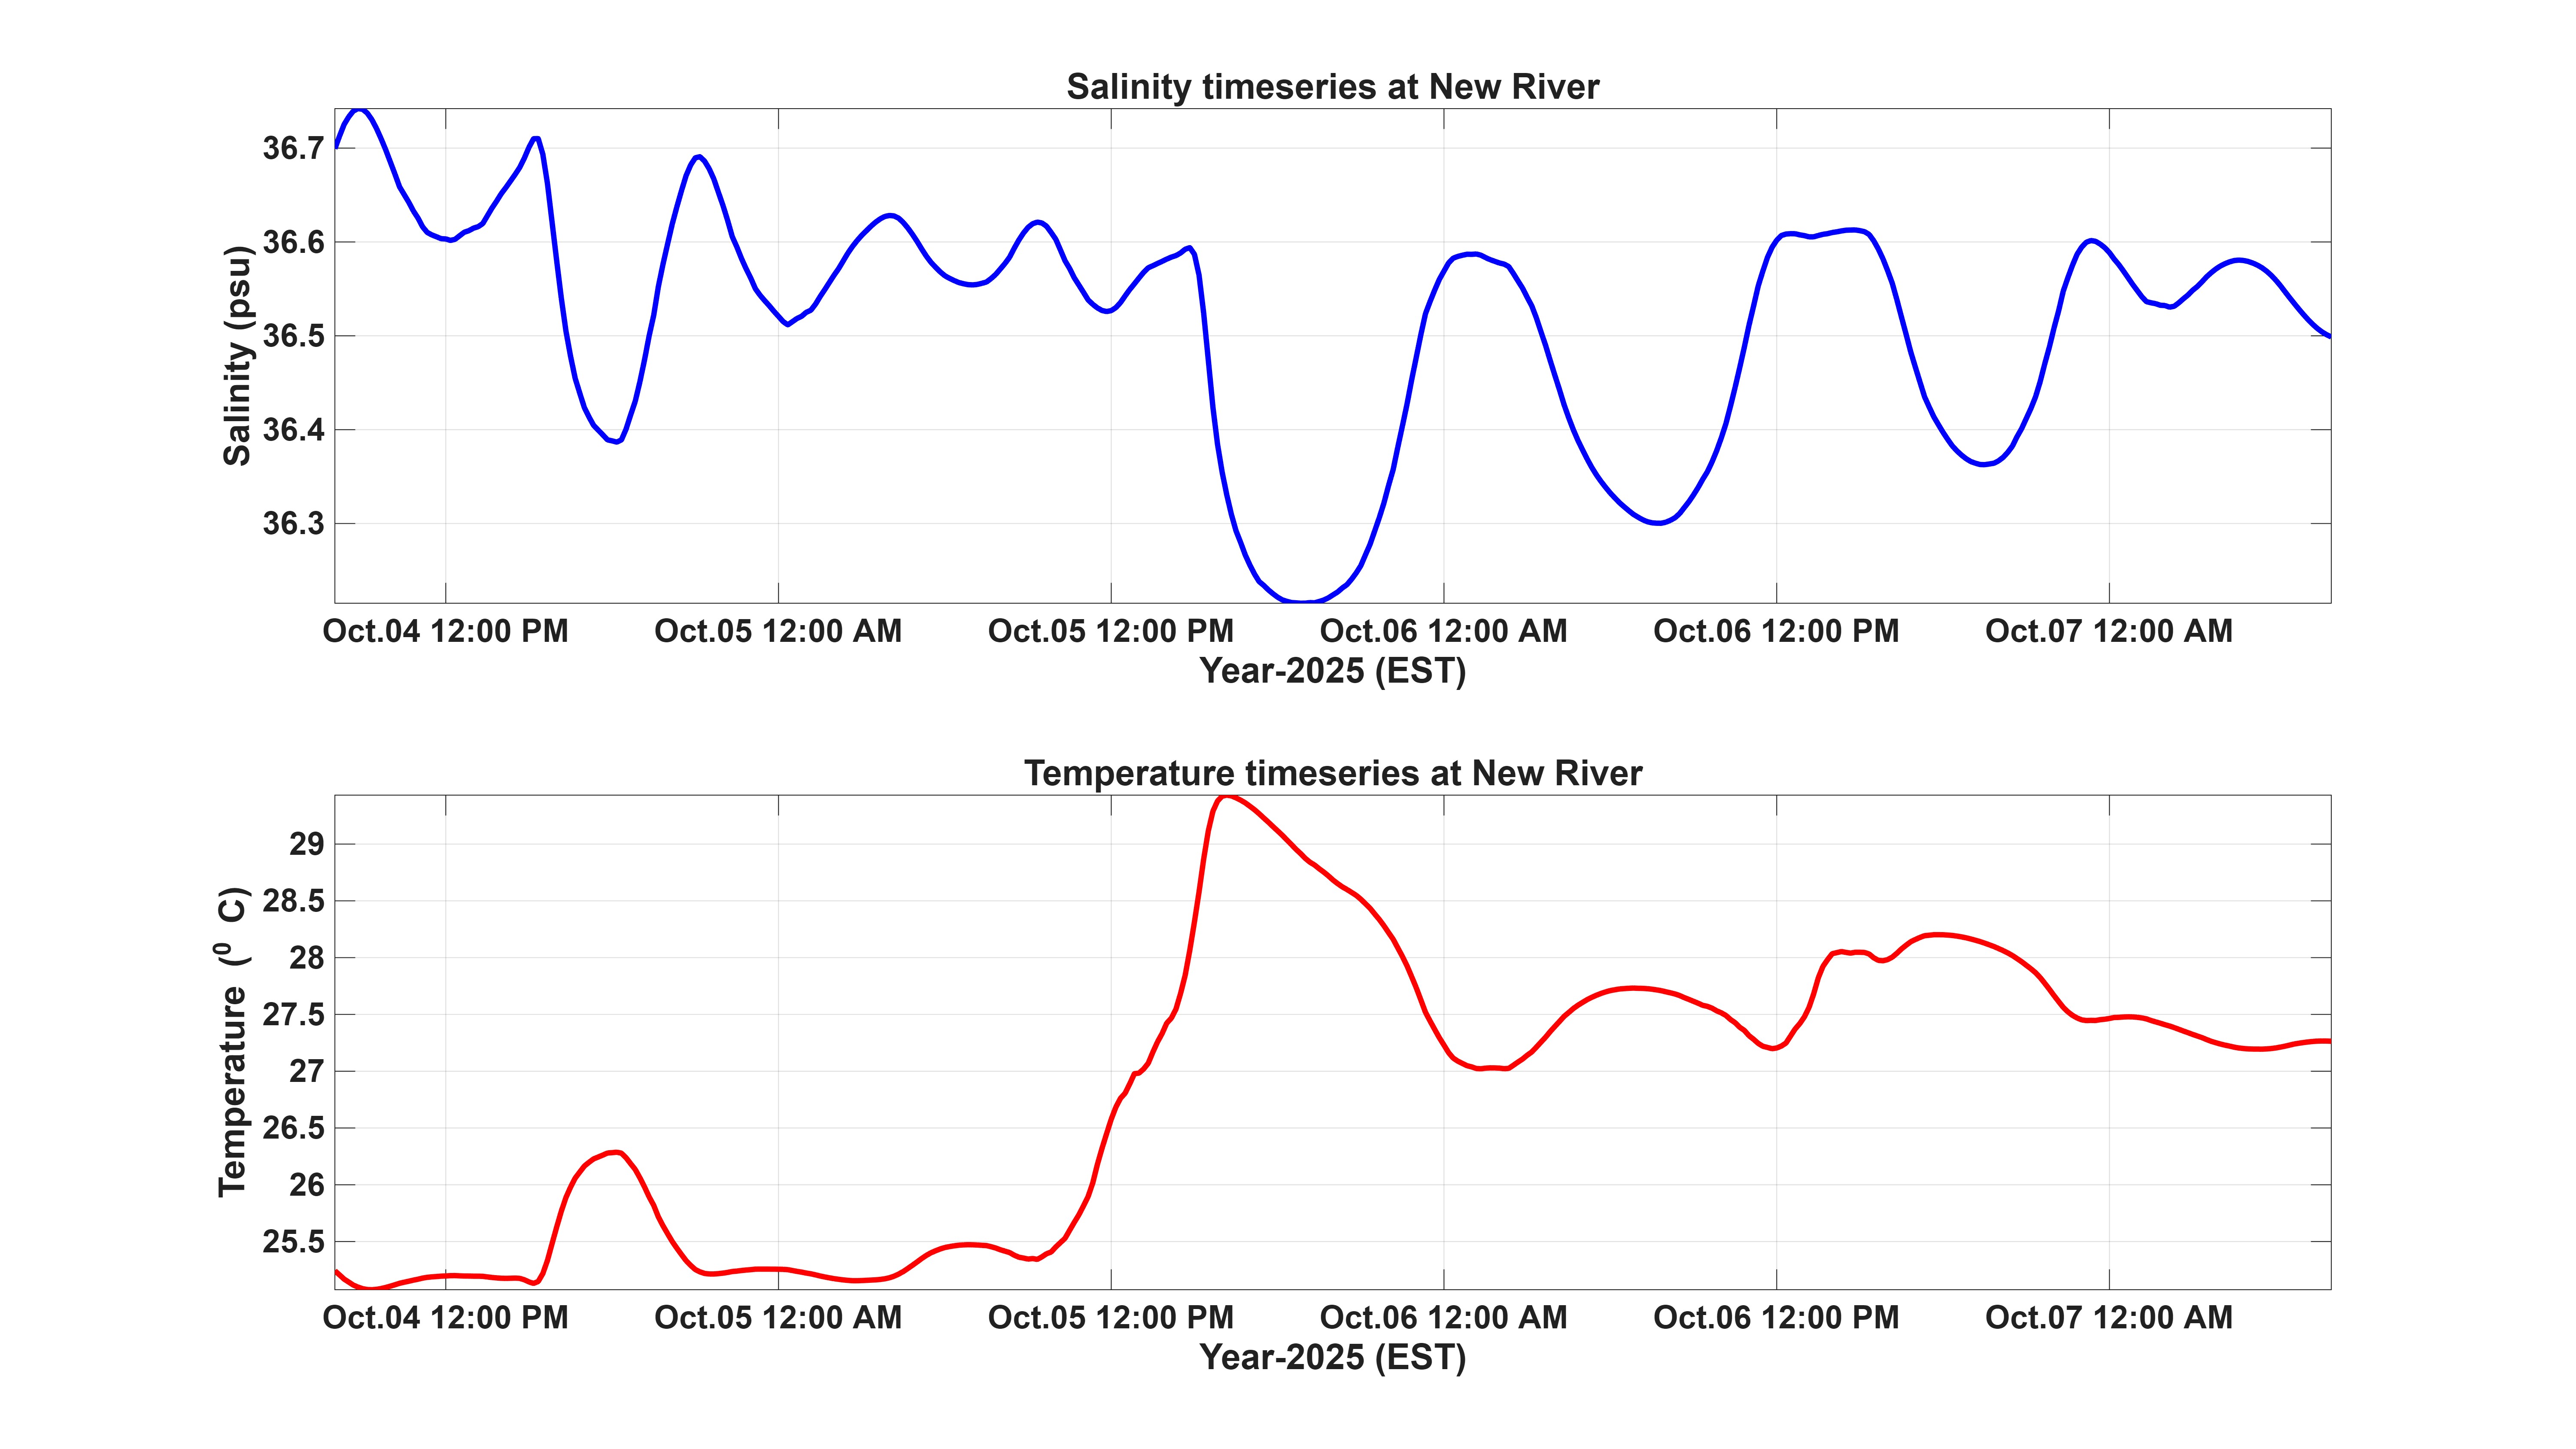 Salinity timeseries at New River
Salinity (psu)
36.7
36.6
36.5
36.4
36.3
Oct.04 12:00 PM Oct.05 12:00 AM Oct.05 12:00 PM Oct.06 12:00 AM Oct.06 12:00 PM Oct.07 12:00 AM
Year-2025 (EST)
Temperature timeseries at New River
Temperature (⁰ C)
29
28.5
28
27.5
27
26.5
26
25.5
Oct.04 12:00 PM Oct.05 12:00 AM Oct.05 12:00 PM Oct.06 12:00 AM Oct.06 12:00 PM Oct.07 12:00 AM
Year-2025 (EST)